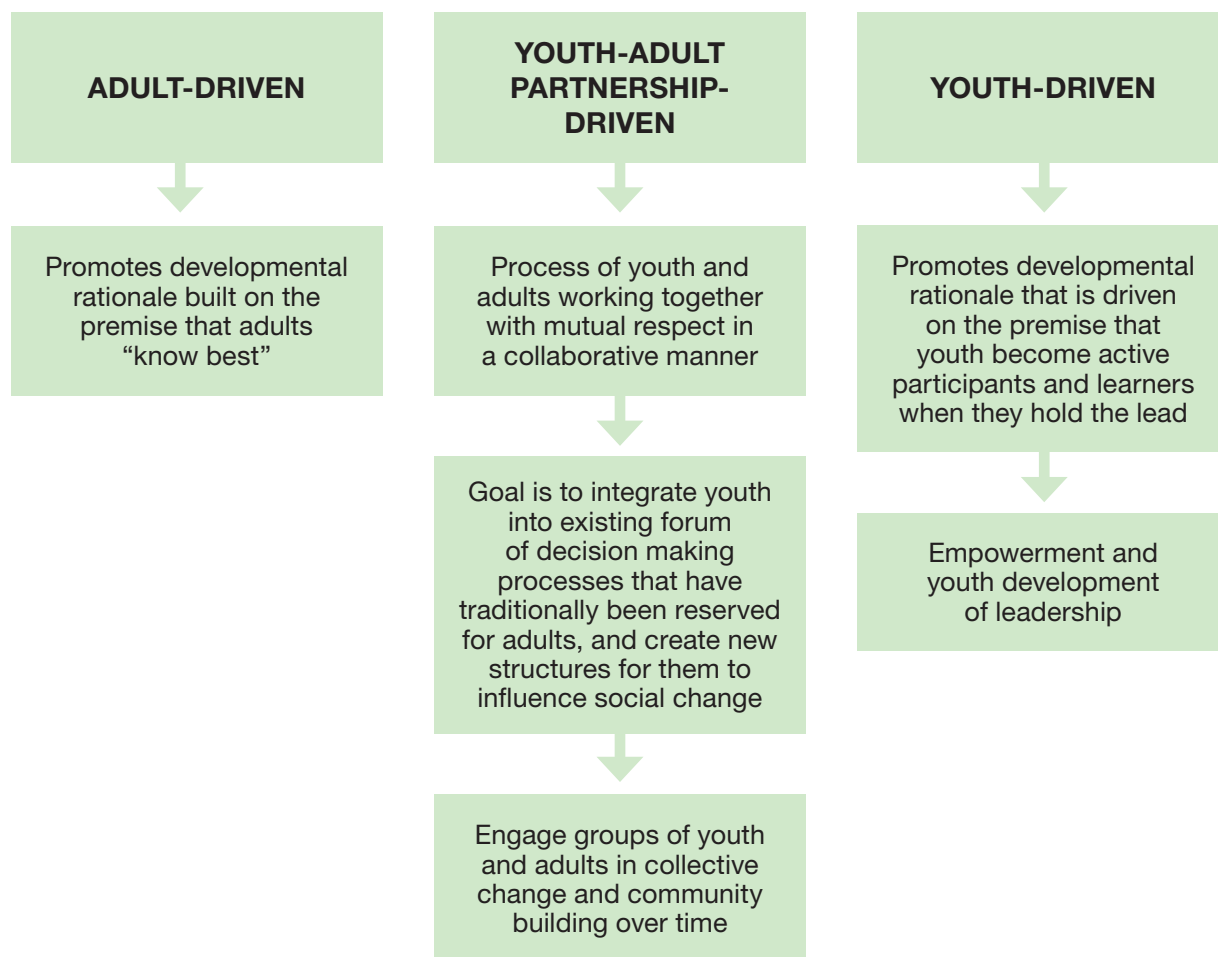 ADULT-DRIVEN
Promotes developmental
rationale built on the
premise that adults
“know best”
YOUTH-ADULT
PARTNERSHIP-
DRIVEN
Process of youth and
adults working together
with mutual respect in
a collaborative manner
Goal is to integrate youth
into existing forum
of decision making
processes that have
traditionally been reserved
for adults, and create new
structures for them to
influence social change
Engage groups of youth
and adults in collective
change and community
building over time
YOUTH-DRIVEN
Promotes developmental
rationale that is driven
on the premise that
youth become active
participants and learners
when they hold the lead
Empowerment and
youth development
of leadership